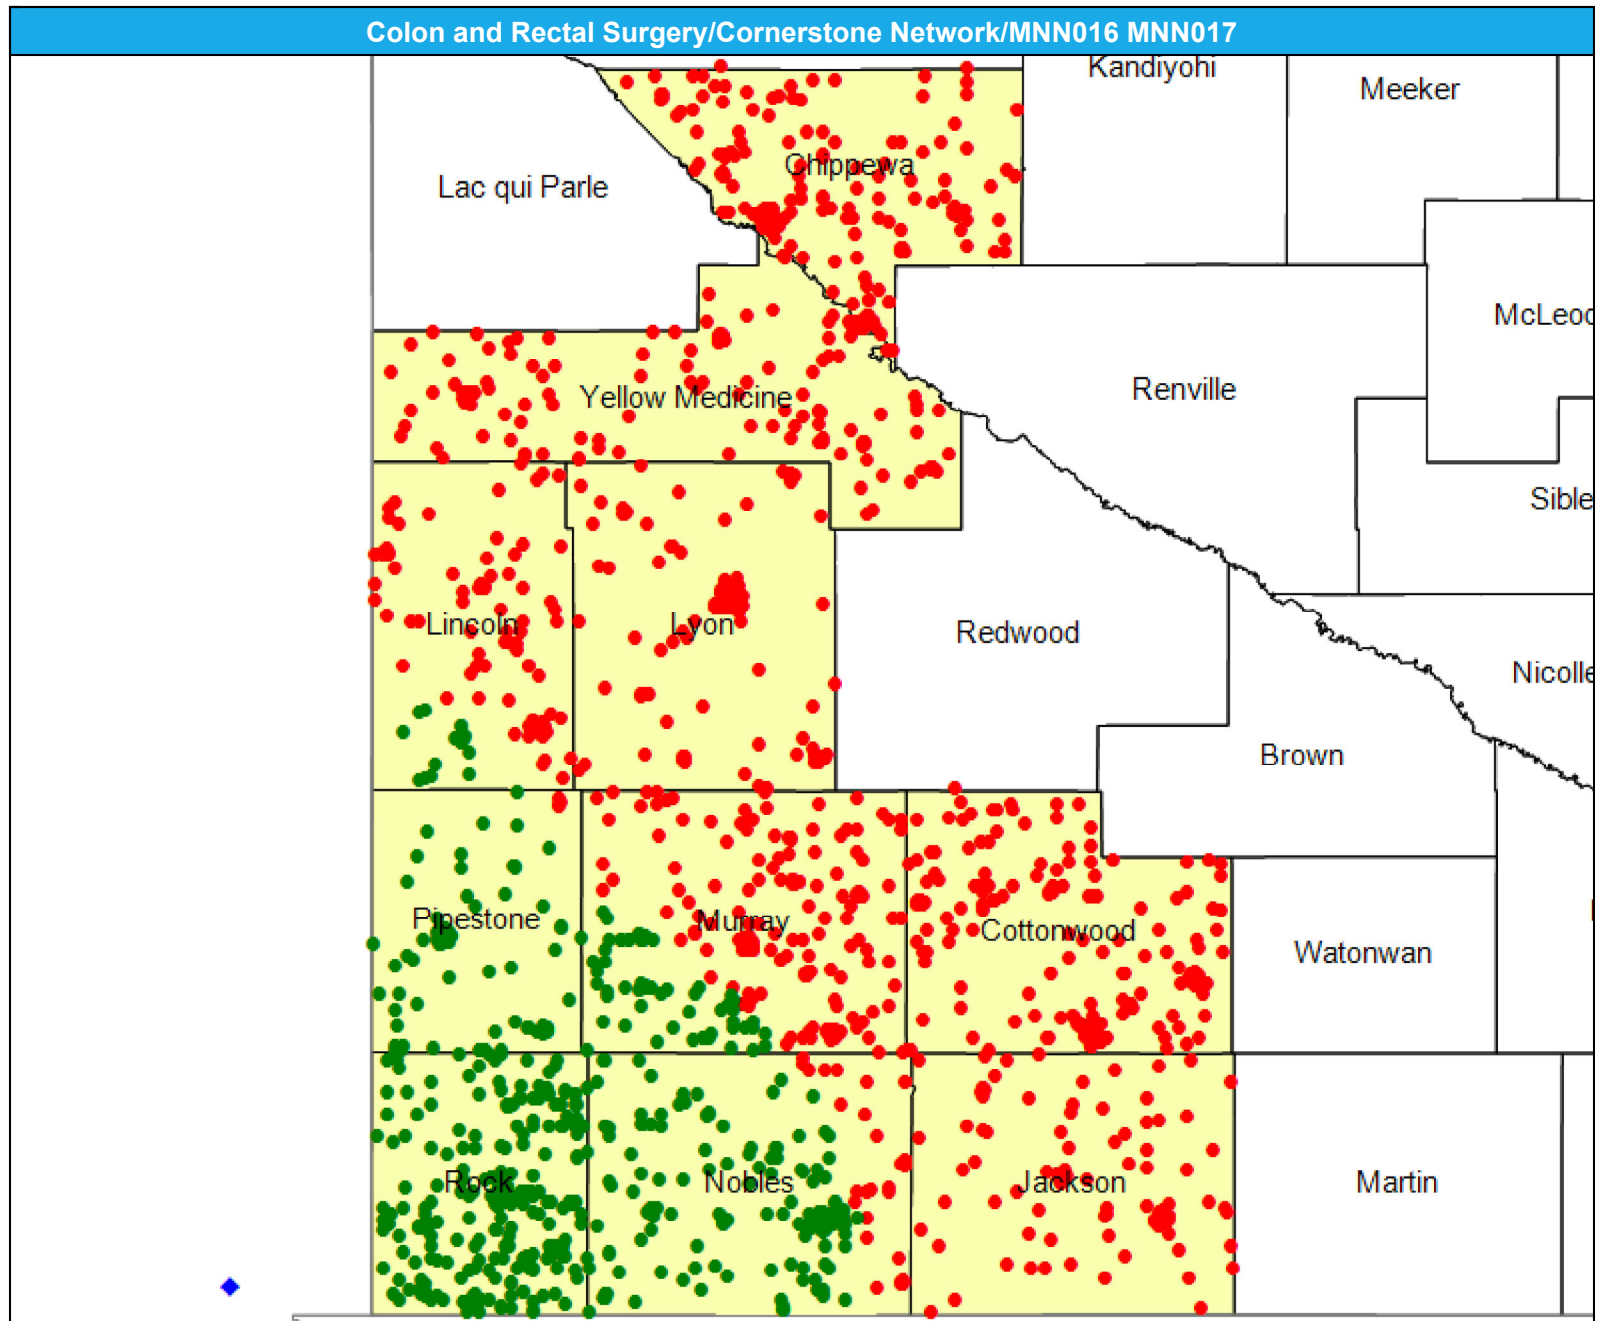 Colon and Rectal Surgery/Cornerstone Network/MNN016 MNN017
Kandiyohi
Meeker
Chippewa
Lac qui Parle
McLeod
Renville
Yellow Medicine
Sible
Lincoln
Lyon
Redwood
Nicolle
Brown
Pipestone
Murray
Cottonwood
Watonwan
Rock
Nobles
Jackson
Martin